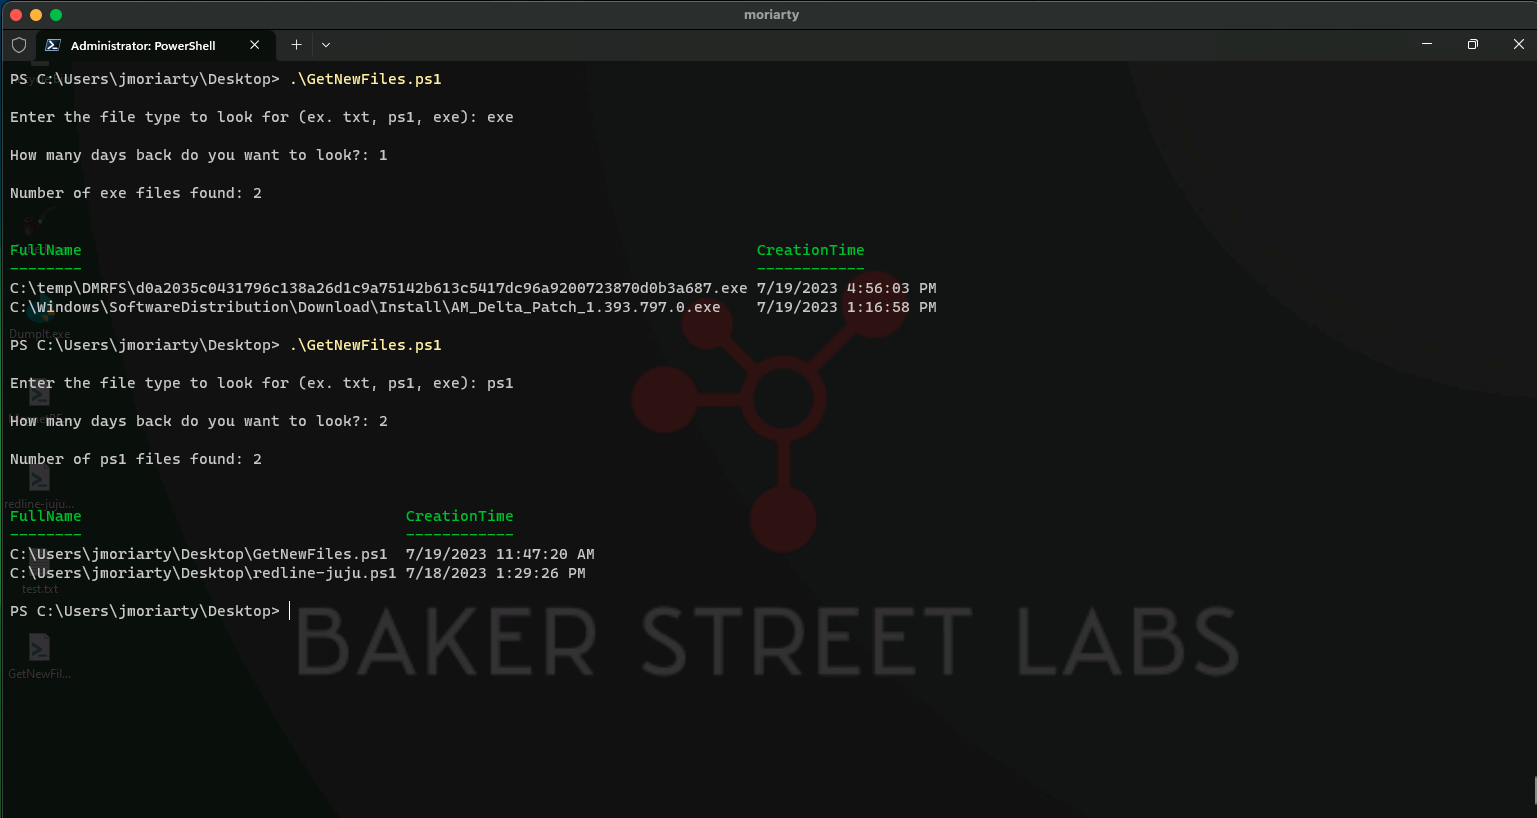 moriarty
Administrator: PowerShell
PS C:\Users\jmoriarty\Desktop> .\GetNewFiles.ps1
Enter the file type to look for (ex. txt, ps1, exe): exe
How many days back do you want to look?: 1
Number of exe files found: 2
FullName CreationTime
-------- ------------
C:\temp\DMRFS\d0a2035c0431796c138a26d1c9a75142b613c5417dc96a9200723870d0b3a687.exe 7/19/2023 4:56:03 PM
C:\Windows\SoftwareDistribution\Download\Install\AM_Delta_Patch_1.393.797.0.exe 7/19/2023 1:16:58 PM
DumpIt.exe
PS C:\Users\jmoriarty\Desktop> .\GetNewFiles.ps1
Enter the file type to look for (ex. txt, ps1, exe): ps1
How many days back do you want to look?: 2
Number of ps1 files found: 2
redline-juju...
FullName CreationTime
-------- ------------
C:\Users\jmoriarty\Desktop\GetNewFiles.ps1 7/19/2023 11:47:20 AM
C:\Users\jmoriarty\Desktop\redline-juju.ps1 7/18/2023 1:29:26 PM
test.txt
PS C:\Users\jmoriarty\Desktop>
BAKER STREET LABS
GetNewFil...